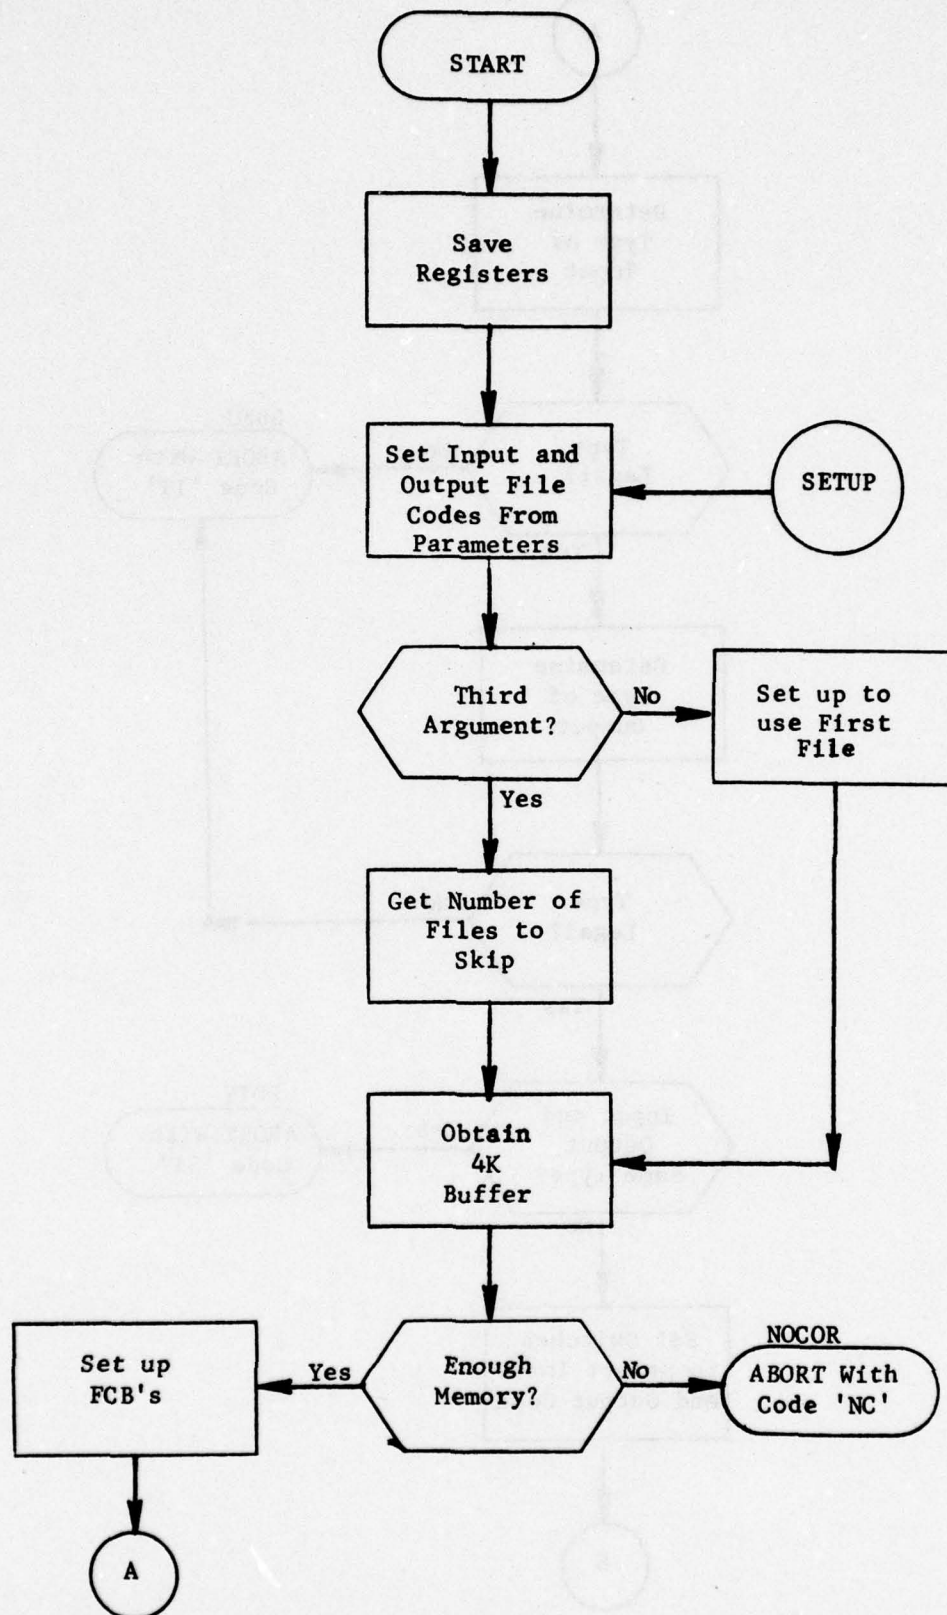 START
Save
Registers
Set Input and
Output File
Codes From
Parameters
SETUP
Third
Argument?
No
Set up to
use First
File
Yes
Get Number of
Files to
Skip
Obtain
4K
Buffer
Enough
Memory?
Yes
Set up
FCB's
No
NOCOR
ABORT With
Code 'NC'
A